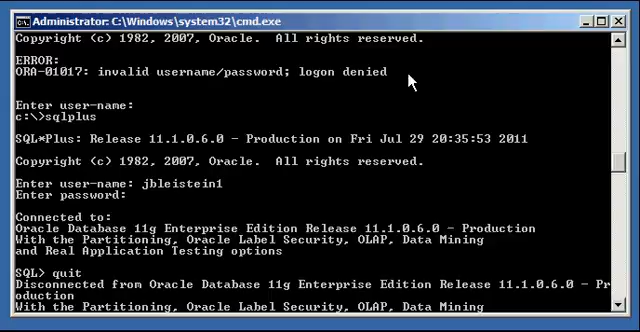 Administrator: C:\Windows\system32\cmd.exe
Copyright (c) 1982, 2007, Oracle.  All rights reserved.
ERROR:
ORA-01017: invalid username/password; logon denied
Enter user-name:
c:\>sqlplus
SQL*Plus: Release 11.1.0.6.0 - Production on Fri Jul 29 20:35:53 2011
Copyright (c) 1982, 2007, Oracle.  All rights reserved.
Enter user-name: jbleistein1
Enter password:
Connected to:
Oracle Database 11g Enterprise Edition Release 11.1.0.6.0 - Production
With the Partitioning, Oracle Label Security, OLAP, Data Mining
and Real Application Testing options
SQL> quit
Disconnected from Oracle Database 11g Enterprise Edition Release 11.1.0.6.0 - Pr
oduction
With the Partitioning, Oracle Label Security, OLAP, Data Mining